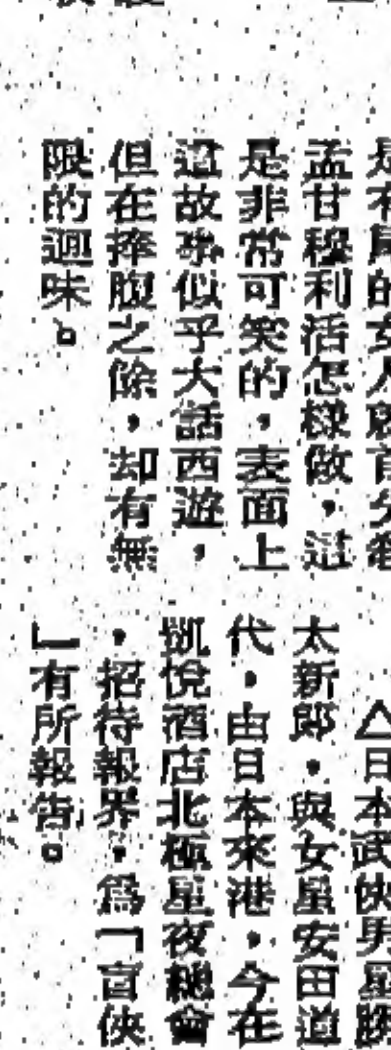 孟甘穆利活怎樣做，這
是非常可笑的，表面上
這故事似乎大話西遊，
但在捧腹之餘，却有無
限的迴味。
△日本武俠男星勝
太新郎，與女星安田道
代，由日本來港，今在
凱悅酒店北極星夜總會
，招待報界，爲「盲俠
」有所報告。